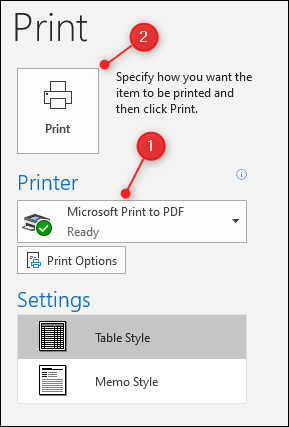 Print
2
Print
Specify how you want the
item to be printed and
then click Print.
1
Printer
i
Microsoft Print to PDF
Ready
Print Options
Settings
Table Style
Memo Style